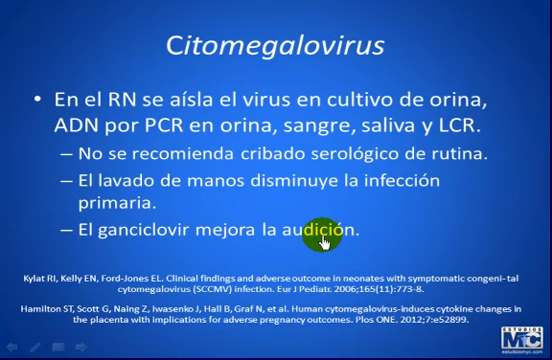 Citomegalovirus
• En el RN se aísla el virus en cultivo de orina,
ADN por PCR en orina, sangre, saliva y LCR.
– No se recomienda cribado serológico de rutina.
– El lavado de manos disminuye la infección
primaria.
– El ganciclovir mejora la audición.
Kylat RI, Kelly EN, Ford-Jones EL. Clinical findings and adverse outcome in neonates with symptomatic congeni- tal
cytomegalovirus (SCCMV) infection. Eur J Pediatr. 2006;165(11):773-8.
Hamilton ST, Scott G, Naing Z, Iwasenko J, Hall B, Graf N, et al. Human cytomegalovirus-induces cytokine changes in
the placenta with implications for adverse pregnancy outcomes. Plos ONE. 2012;7:e52899.
ESTUDIOS
MyC
estudiosmyc.com